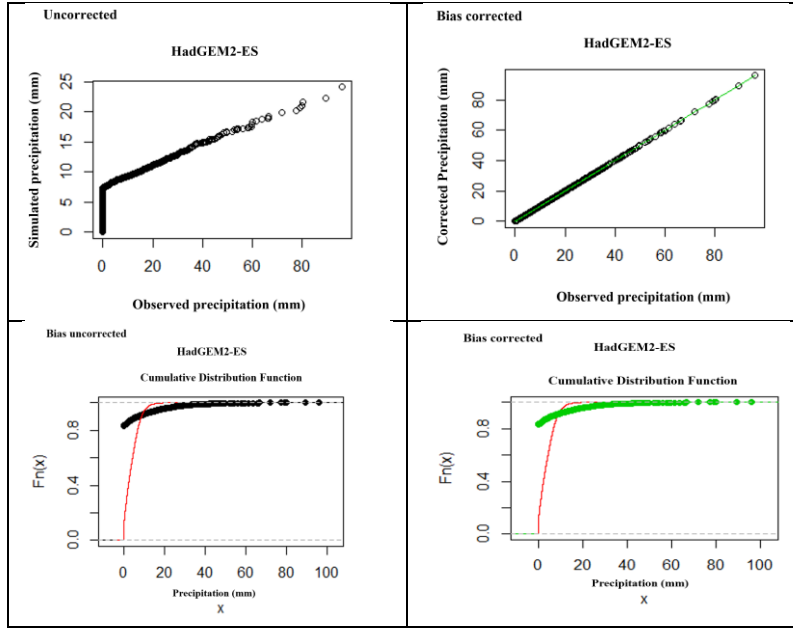 Uncorrected
HadGEM2-ES
Simulated precipitation (mm)
25
20
15
10
5
0
0 20 40 60 80
Observed precipitation (mm)
Bias corrected
HadGEM2-ES
Corrected Precipitation (mm)
80
60
40
20
0
0 20 40 60 80
Observed precipitation (mm)
Bias uncorrected
HadGEM2-ES
Cumulative Distribution Function
Fn(x)
0.8
0.4
0.0
0 20 40 60 80 100
Precipitation (mm)
X
Bias corrected
HadGEM2-ES
Cumulative Distribution Function
Fn(x)
0.8
0.4
0.0
0 20 40 60 80 100
Precipitation (mm)
X